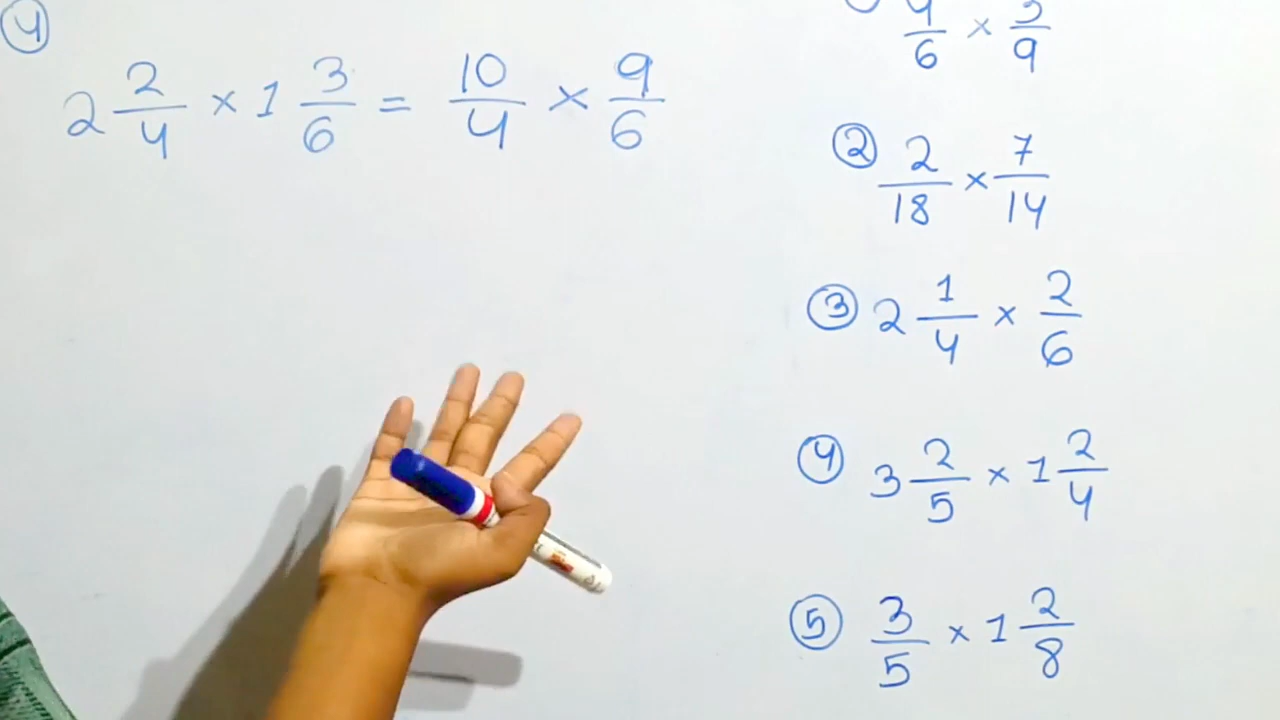 ④
2 2/4 × 1 3/6 = 10/4 × 9/6
4/6 × 3/9
② 2/18 × 7/14
③ 2 1/4 × 2/6
④ 3 2/5 × 1 2/4
⑤ 3/5 × 1 2/8